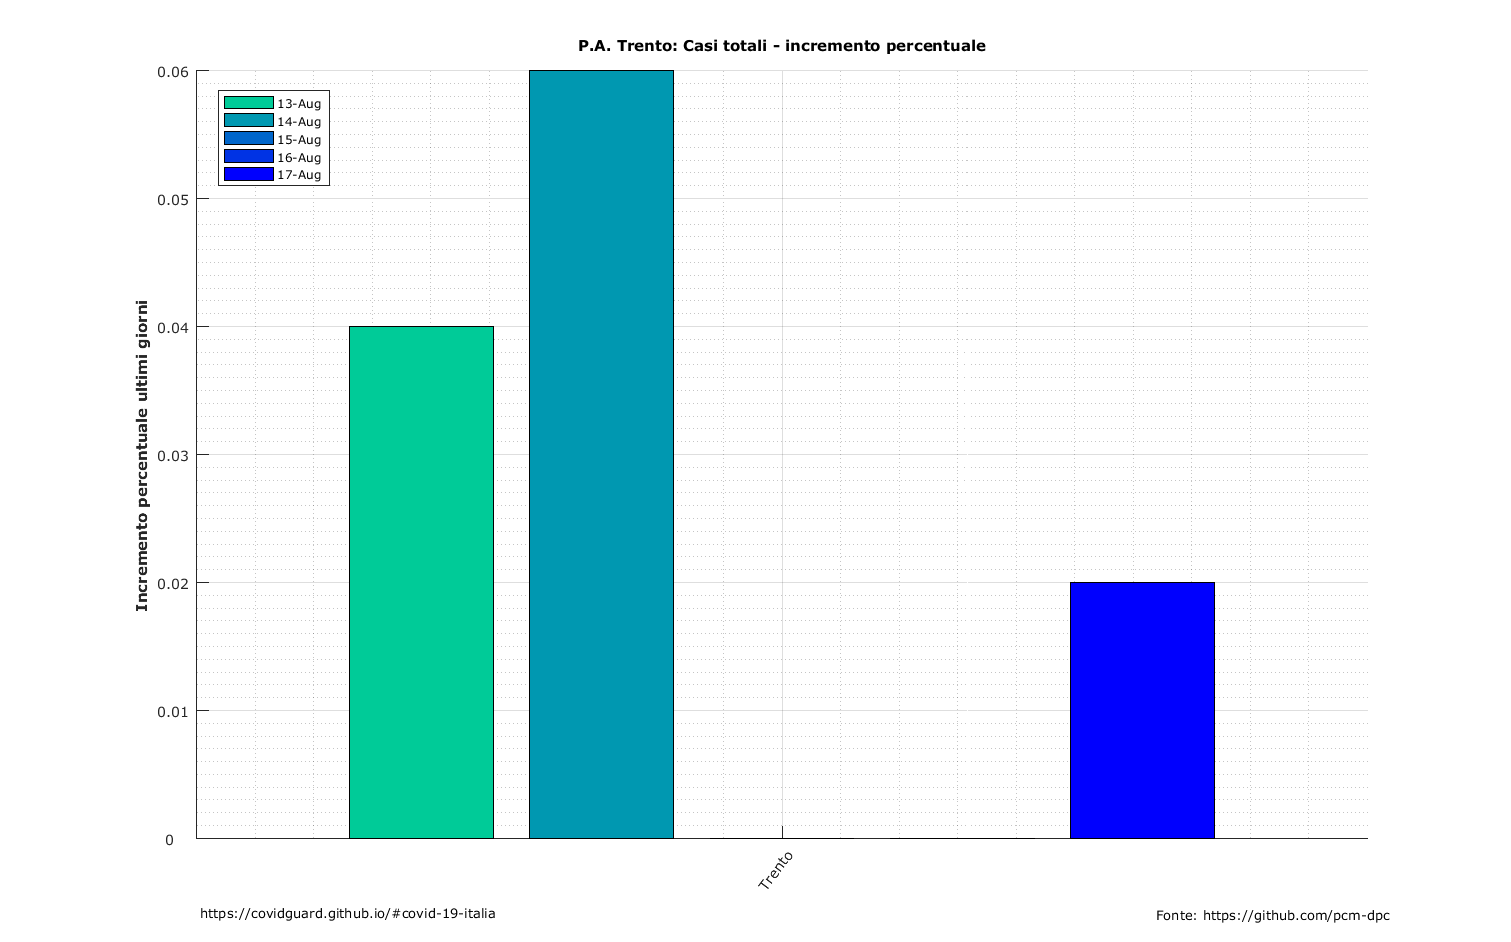 P.A. Trento: Casi totali - incremento percentuale
0.06
0.05
0.04
0.03
0.02
0.01
0
Incremento percentuale ultimi giorni
13-Aug
14-Aug
15-Aug
16-Aug
17-Aug
Trento
https://covidguard.github.io/#covid-19-italia
Fonte: https://github.com/pcm-dpc